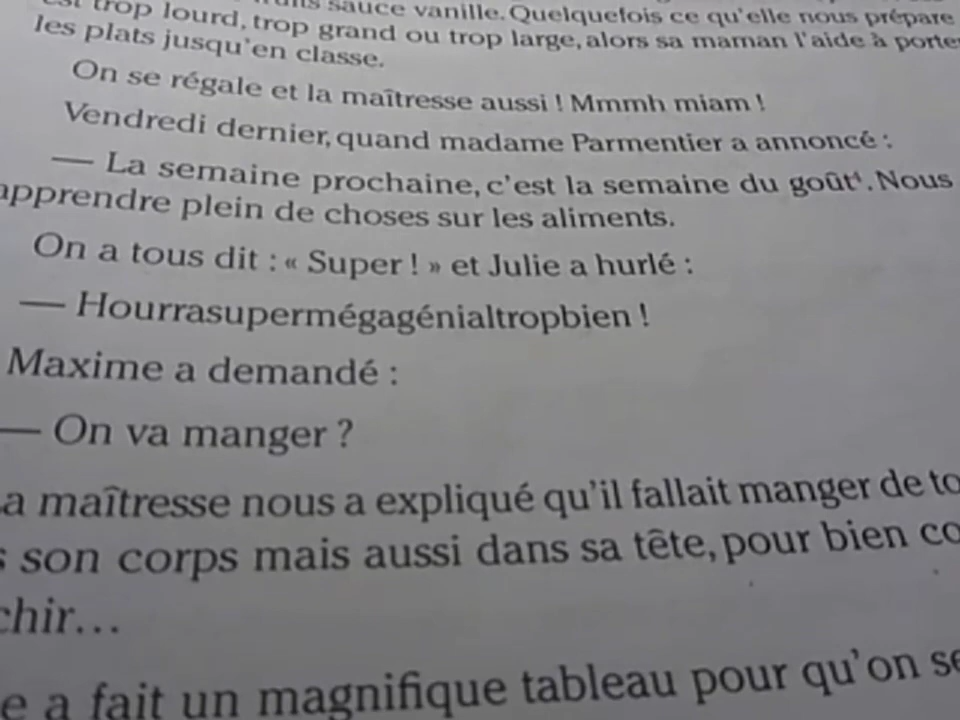 trop lourd, trop grand ou trop large, alors sa maman l'aide à porter
sauce vanille. Quelquefois ce qu'elle nous prépare
les plats jusqu'en classe.
On se régale et la maîtresse aussi ! Mmmh miam !
Vendredi dernier, quand madame Parmentier a annoncé :
— La semaine prochaine, c'est la semaine du goût⁴. Nous
apprendre plein de choses sur les aliments.
On a tous dit : « Super ! » et Julie a hurlé :
— Hourrasupermégagénialtropbien !
Maxime a demandé :
— On va manger ?
La maîtresse nous a expliqué qu'il fallait manger de to
son corps mais aussi dans sa tête, pour bien co
chir...
e a fait un magnifique tableau pour qu'on se